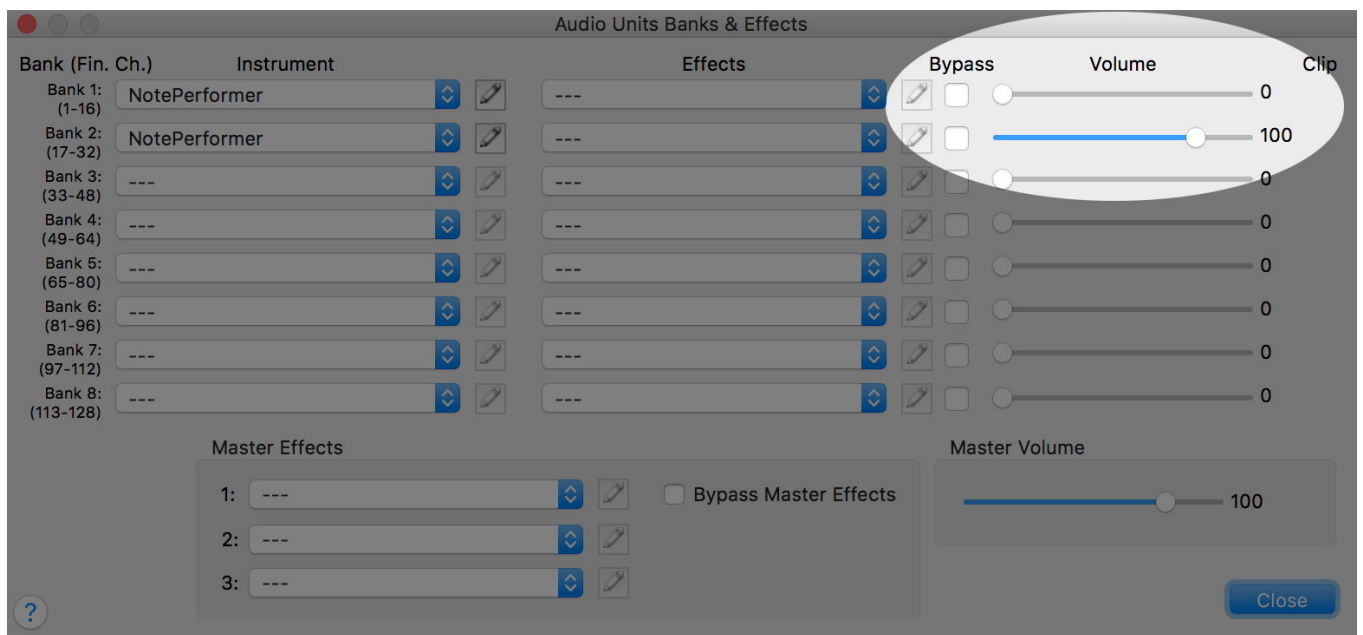 Audio Units Banks & Effects
Bank (Fin. Ch.) Instrument Effects Bypass Volume Clip
Bank 1: (1-16) NotePerformer --- 0
Bank 2: (17-32) NotePerformer --- 100
Bank 3: (33-48) --- --- 0
Bank 4: (49-64) --- --- 0
Bank 5: (65-80) --- --- 0
Bank 6: (81-96) --- --- 0
Bank 7: (97-112) --- --- 0
Bank 8: (113-128) --- --- 0
Master Effects Master Volume
1: --- Bypass Master Effects 100
2: ---
3: ---
? Close